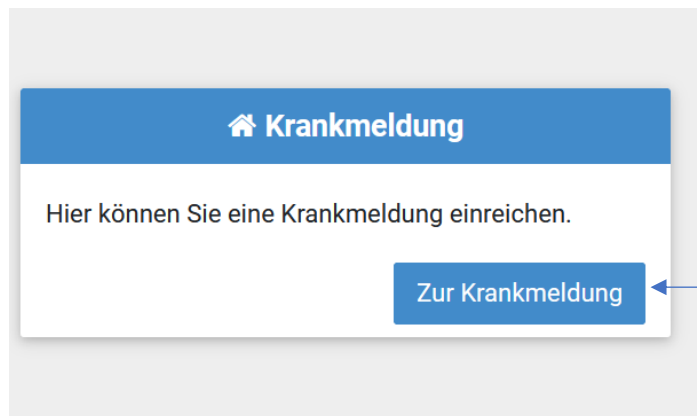 Krankmeldung
Hier können Sie eine Krankmeldung einreichen.
Zur Krankmeldung